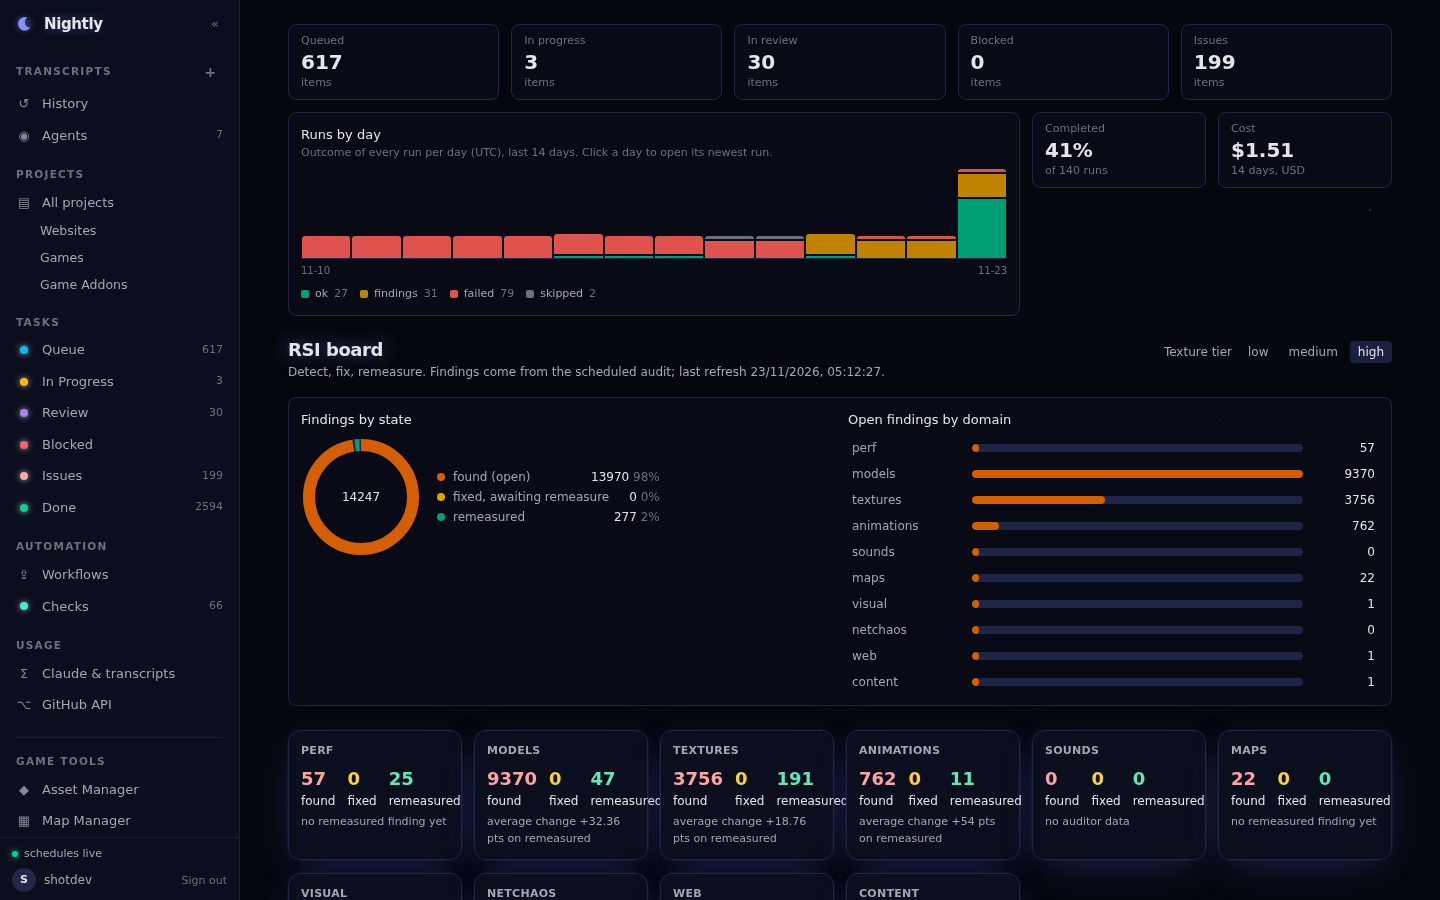 Nightly «
TRANSCRIPTS +
History
Agents 7
PROJECTS
All projects
Websites
Games
Game Addons
TASKS
Queue 617
In Progress 3
Review 30
Blocked
Issues 199
Done 2594
AUTOMATION
Workflows
Checks 66
USAGE
Σ Claude & transcripts
GitHub API
GAME TOOLS
Asset Manager
Map Manager
schedules live
S shotdev Sign out
Queued
617
items
In progress
3
items
In review
30
items
Blocked
0
items
Issues
199
items
Runs by day
Outcome of every run per day (UTC), last 14 days. Click a day to open its newest run.
11-10 11-23
ok 27 findings 31 failed 79 skipped 2
Completed
41%
of 140 runs
Cost
$1.51
14 days, USD
RSI board
Detect, fix, remeasure. Findings come from the scheduled audit; last refresh 23/11/2026, 05:12:27.
Texture tier low medium high
Findings by state
14247
found (open) 13970 98%
fixed, awaiting remeasure 0 0%
remeasured 277 2%
Open findings by domain
perf 57
models 9370
textures 3756
animations 762
sounds 0
maps 22
visual 1
netchaos 0
web 1
content 1
PERF
57 0 25
found fixed remeasured
no remeasured finding yet
MODELS
9370 0 47
found fixed remeasured
average change +32.36
pts on remeasured
TEXTURES
3756 0 191
found fixed remeasured
average change +18.76
pts on remeasured
ANIMATIONS
762 0 11
found fixed remeasured
average change +54 pts
on remeasured
SOUNDS
0 0 0
found fixed remeasured
no auditor data
MAPS
22 0 0
found fixed remeasured
no remeasured finding yet
VISUAL
NETCHAOS
WEB
CONTENT